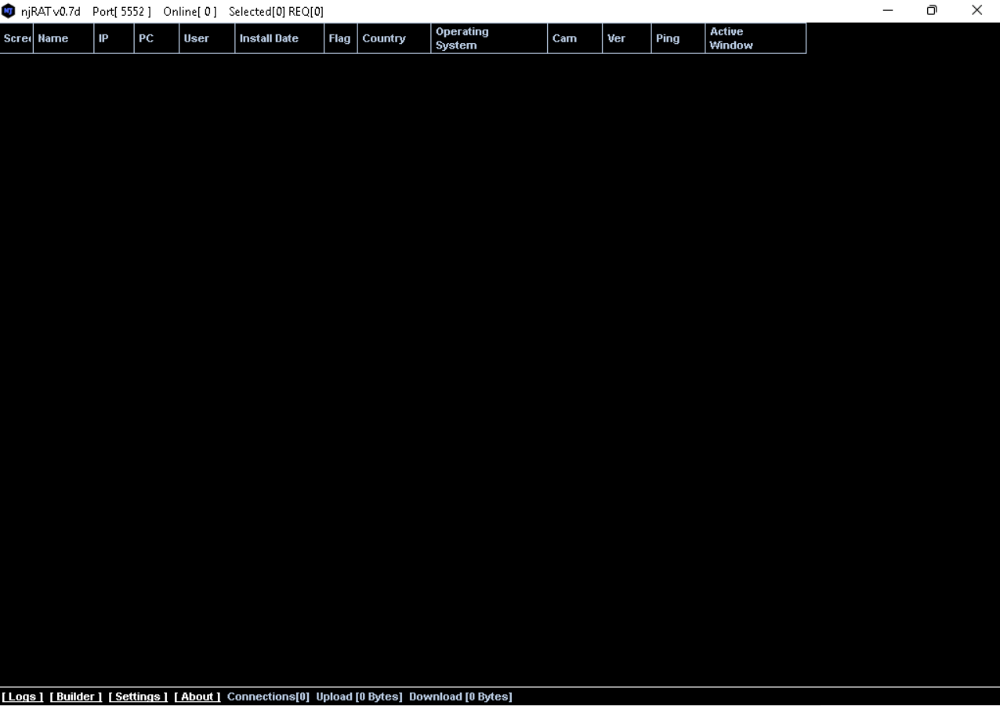 NJ njRAT v0.7d Port[ 5552 ] Online[ 0 ] Selected[0] REQ[0]
Scree Name IP PC User Install Date Flag Country Operating System Cam Ver Ping Active Window
[ Logs ] [ Builder ] [ Settings ] [ About ] Connections[0] Upload [0 Bytes] Download [0 Bytes]